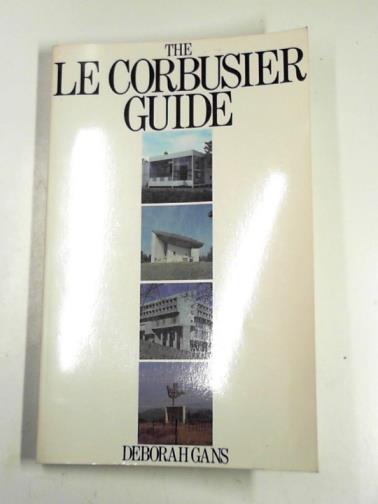 THE
LE CORBUSIER
GUIDE
DEBORAH GANS